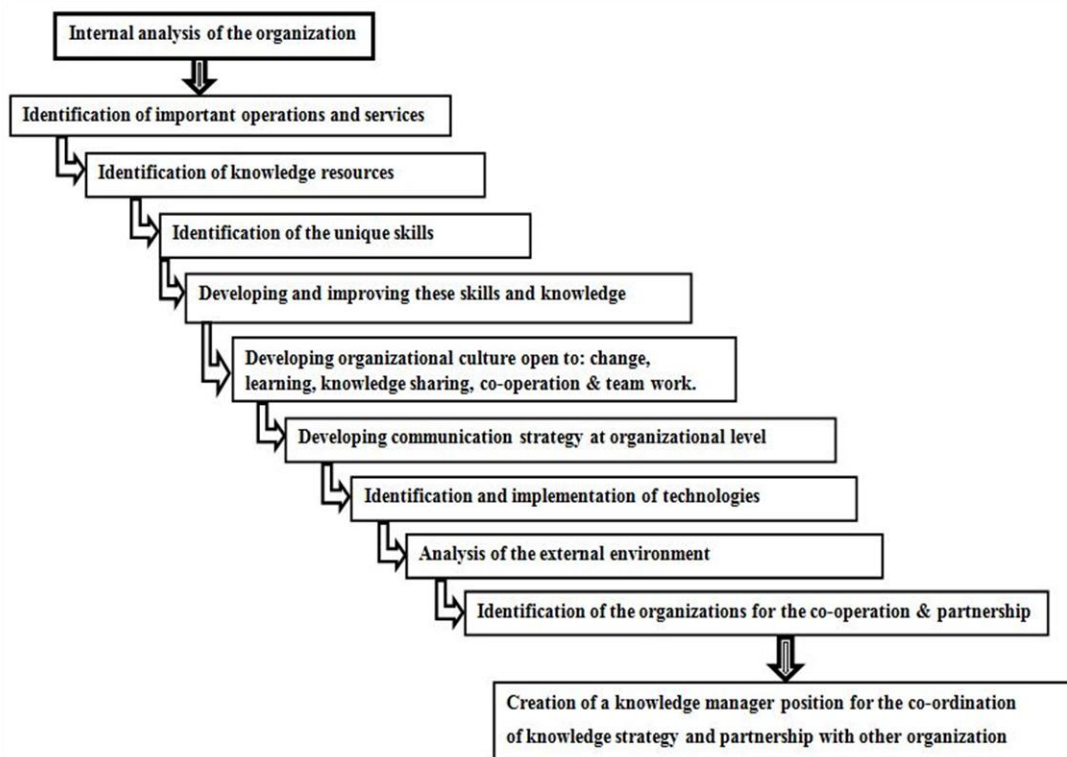 Internal analysis of the organization
Identification of important operations and services
Identification of knowledge resources
Identification of the unique skills
Developing and improving these skills and knowledge
Developing organizational culture open to: change,
learning, knowledge sharing, co-operation & team work.
Developing communication strategy at organizational level
Identification and implementation of technologies
Analysis of the external environment
Identification of the organizations for the co-operation & partnership
Creation of a knowledge manager position for the co-ordination
of knowledge strategy and partnership with other organization